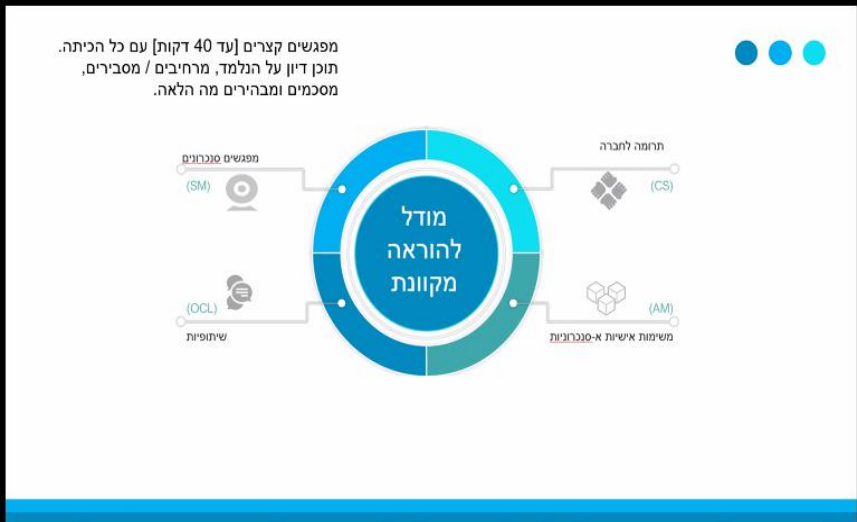 מפגשים קצרים [עד 40 דקות] עם כל הכיתה.
תוכן דיון על הנלמד, מרחיבים / מסבירים,
מסכמים ומבהירים מה הלאה.
תרומה לחברה
(CS)
מפגשים סנכרונים
(SM)
מודל
להוראה
מקוונת
(AM)
משימות אישיות א-סנכרוניות
(OCL)
שיתופיות